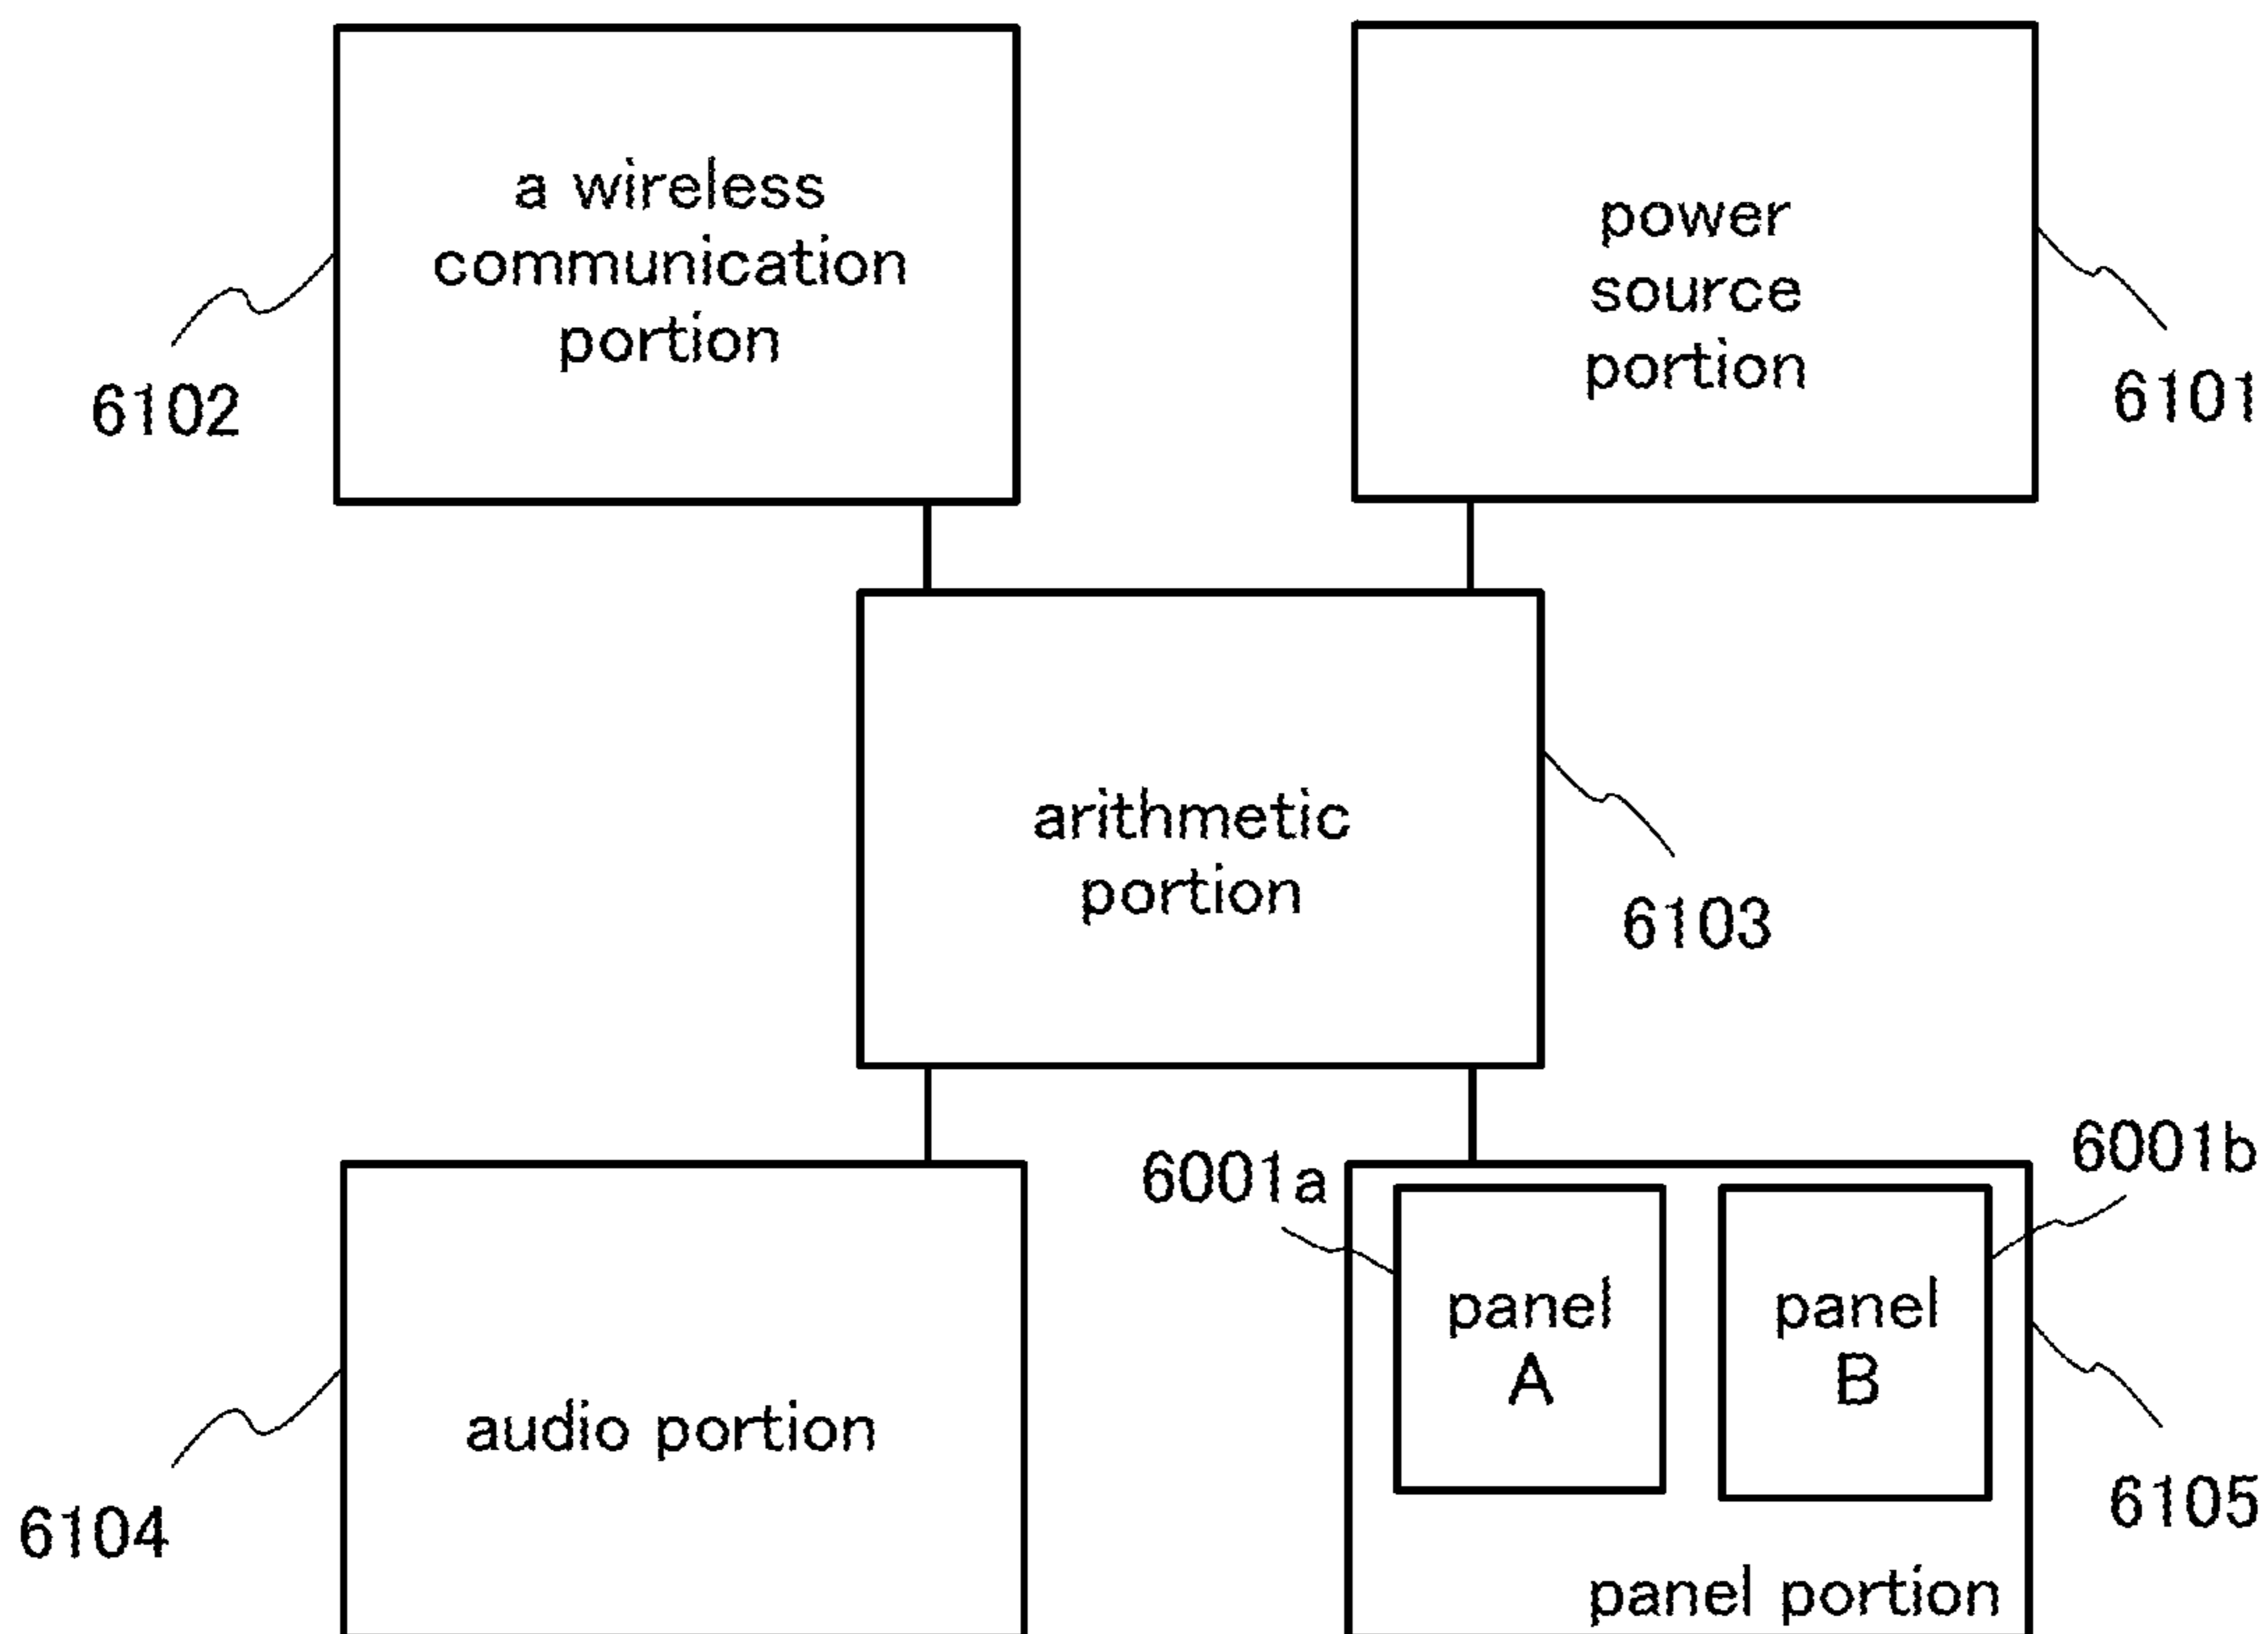 a wireless
communication
portion
6102
power
source
portion
6101
arithmetic
portion
6103
audio portion
6104
6001a
6001b
panel
A
panel
B
6105
panel portion